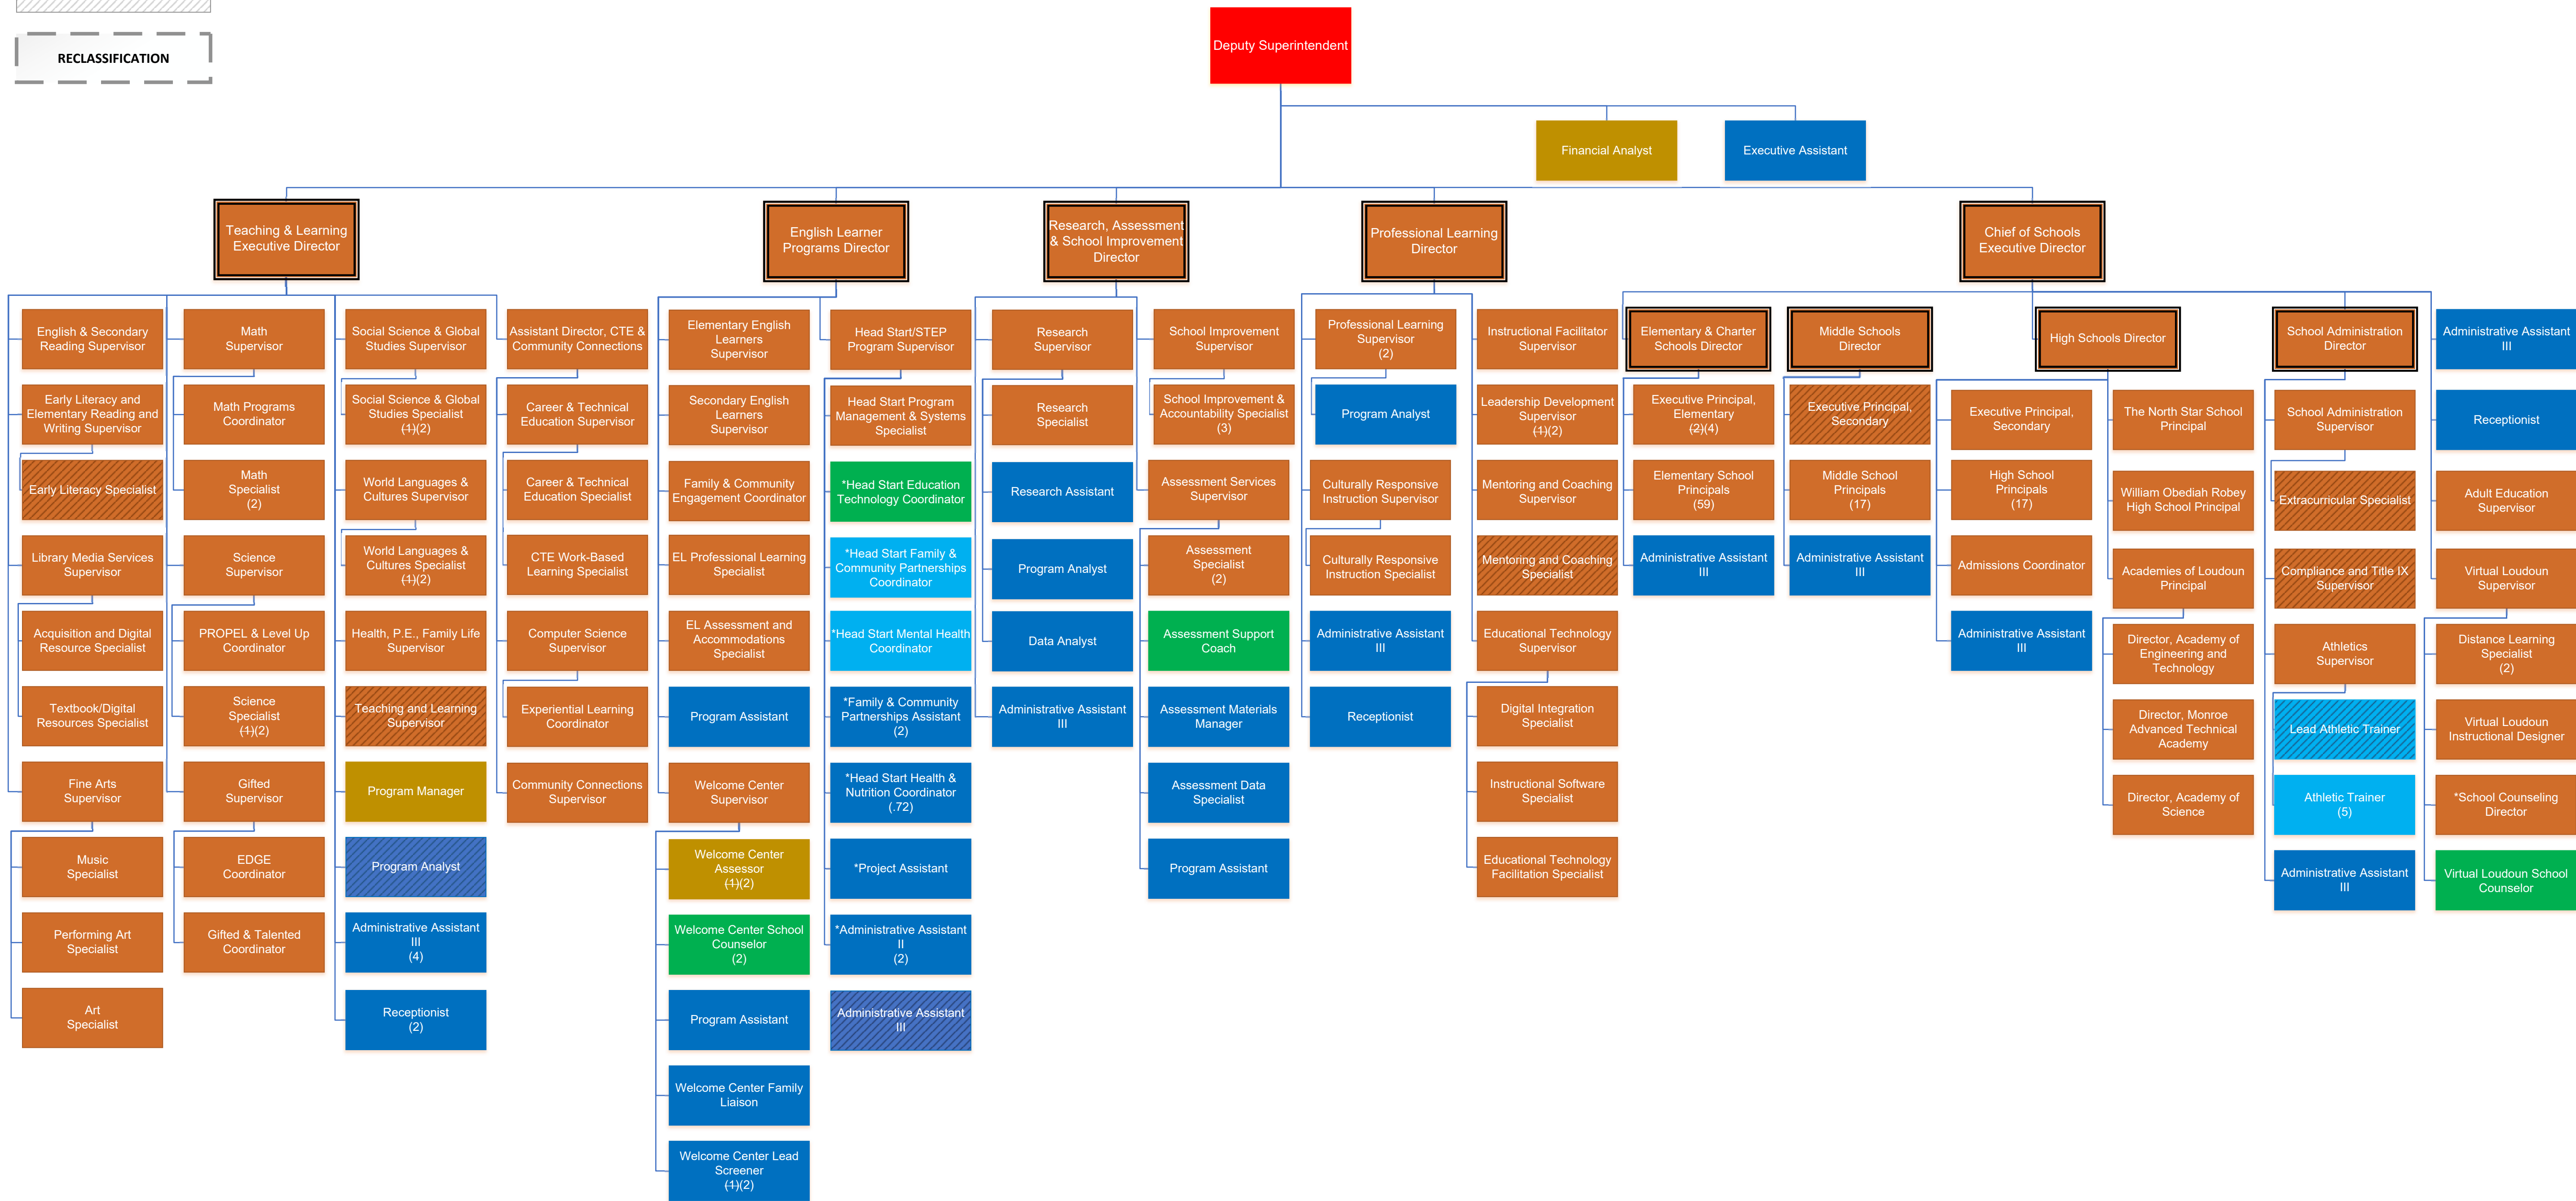 RECLASSIFICATION
Deputy Superintendent
Financial Analyst
Executive Assistant
Teaching & Learning
Executive Director
English Learner
Programs Director
Research, Assessment
& School Improvement
Director
Professional Learning
Director
Chief of Schools
Executive Director
English & Secondary
Reading Supervisor
Early Literacy and
Elementary Reading and
Writing Supervisor
Early Literacy Specialist
Library Media Services
Supervisor
Acquisition and Digital
Resource Specialist
Textbook/Digital
Resources Specialist
Fine Arts
Supervisor
Music
Specialist
Performing Art
Specialist
Art
Specialist
Math
Supervisor
Math Programs
Coordinator
Math
Specialist
(2)
Science
Supervisor
PROPEL & Level Up
Coordinator
Science
Specialist
(1)(2)
Gifted
Supervisor
EDGE
Coordinator
Gifted & Talented
Coordinator
Social Science & Global
Studies Supervisor
Social Science & Global
Studies Specialist
(1)(2)
World Languages &
Cultures Supervisor
World Languages &
Cultures Specialist
(1)(2)
Health, P.E., Family Life
Supervisor
Teaching and Learning
Supervisor
Program Manager
Program Analyst
Administrative Assistant
III
(4)
Receptionist
(2)
Assistant Director, CTE &
Community Connections
Career & Technical
Education Supervisor
Career & Technical
Education Specialist
CTE Work-Based
Learning Specialist
Computer Science
Supervisor
Experiential Learning
Coordinator
Community Connections
Supervisor
Elementary English
Learners
Supervisor
Secondary English
Learners
Supervisor
Family & Community
Engagement Coordinator
EL Professional Learning
Specialist
EL Assessment and
Accommodations
Specialist
Program Assistant
Welcome Center
Supervisor
Welcome Center
Assessor
(1)(2)
Welcome Center School
Counselor
(2)
Program Assistant
Welcome Center Family
Liaison
Welcome Center Lead
Screener
(1)(2)
Head Start/STEP
Program Supervisor
Head Start Program
Management & Systems
Specialist
*Head Start Education
Technology Coordinator
*Head Start Family &
Community Partnerships
Coordinator
*Head Start Mental Health
Coordinator
*Family & Community
Partnerships Assistant
(2)
*Head Start Health &
Nutrition Coordinator
(.72)
*Project Assistant
*Administrative Assistant
II
(2)
Administrative Assistant
III
Research
Supervisor
Research
Specialist
Research Assistant
Program Analyst
Data Analyst
Administrative Assistant
III
School Improvement
Supervisor
School Improvement &
Accountability Specialist
(3)
Assessment Services
Supervisor
Assessment
Specialist
(2)
Assessment Support
Coach
Assessment Materials
Manager
Assessment Data
Specialist
Program Assistant
Professional Learning
Supervisor
(2)
Program Analyst
Culturally Responsive
Instruction Supervisor
Culturally Responsive
Instruction Specialist
Administrative Assistant
III
Receptionist
Instructional Facilitator
Supervisor
Leadership Development
Supervisor
(1)(2)
Mentoring and Coaching
Supervisor
Mentoring and Coaching
Specialist
Educational Technology
Supervisor
Digital Integration
Specialist
Instructional Software
Specialist
Educational Technology
Facilitation Specialist
Elementary & Charter
Schools Director
Executive Principal,
Elementary
(2)(4)
Elementary School
Principals
(59)
Administrative Assistant
III
Middle Schools
Director
Executive Principal,
Secondary
Middle School
Principals
(17)
Administrative Assistant
III
High Schools Director
Executive Principal,
Secondary
High School
Principals
(17)
Admissions Coordinator
Administrative Assistant
III
The North Star School
Principal
William Obediah Robey
High School Principal
Academies of Loudoun
Principal
Director, Academy of
Engineering and
Technology
Director, Monroe
Advanced Technical
Academy
Director, Academy of
Science
School Administration
Director
School Administration
Supervisor
Extracurricular Specialist
Compliance and Title IX
Supervisor
Athletics
Supervisor
Lead Athletic Trainer
Athletic Trainer
(5)
Administrative Assistant
III
Administrative Assistant
III
Receptionist
Adult Education
Supervisor
Virtual Loudoun
Supervisor
Distance Learning
Specialist
(2)
Virtual Loudoun
Instructional Designer
*School Counseling
Director
Virtual Loudoun School
Counselor